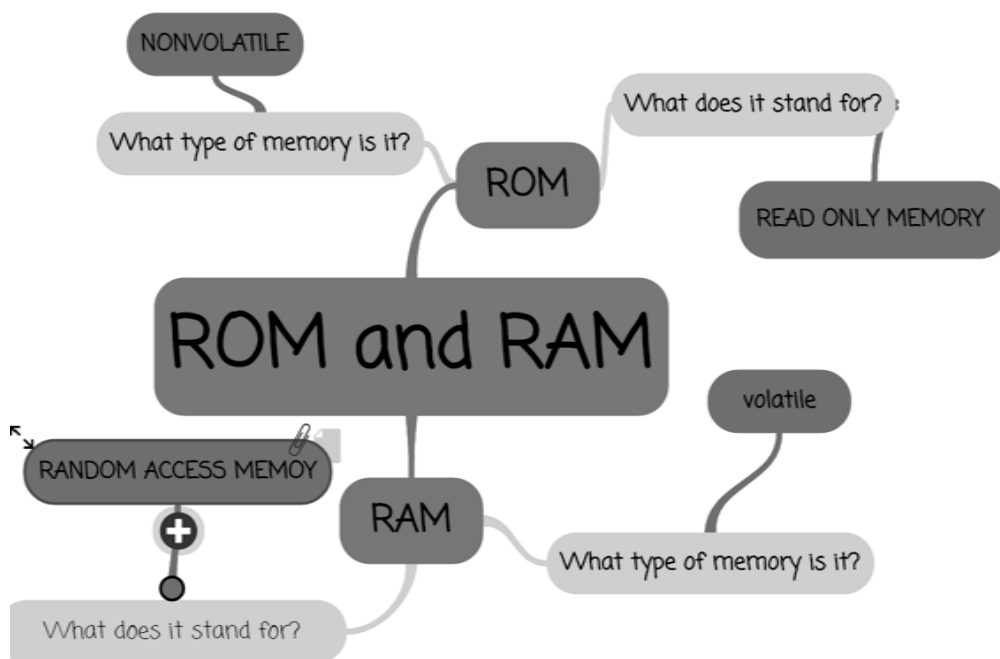 NONVOLATILE
What type of memory is it?
What does it stand for?
ROM
READ ONLY MEMORY
ROM and RAM
volatile
RANDOM ACCESS MEMOY
RAM
What type of memory is it?
What does it stand for?